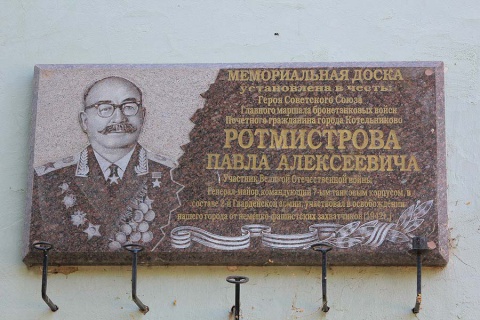 МЕМОРИАЛЬНАЯ ДОСКА
установлена в честь:
Героя Советского Союза
Главного маршала бронетанковых войск
Почетного гражданина города Котельниково
РОТМИСТРОВА
ПАВЛА АЛЕКСЕЕВИЧА
Участник Великой Отечественной войны,
Генерал-майор, командующий 7-ым танковым корпусом, в
составе 2-й Гвардейской армии, участвовал в освобождении
нашего города от немецко-фашистских захватчиков (1942г.)